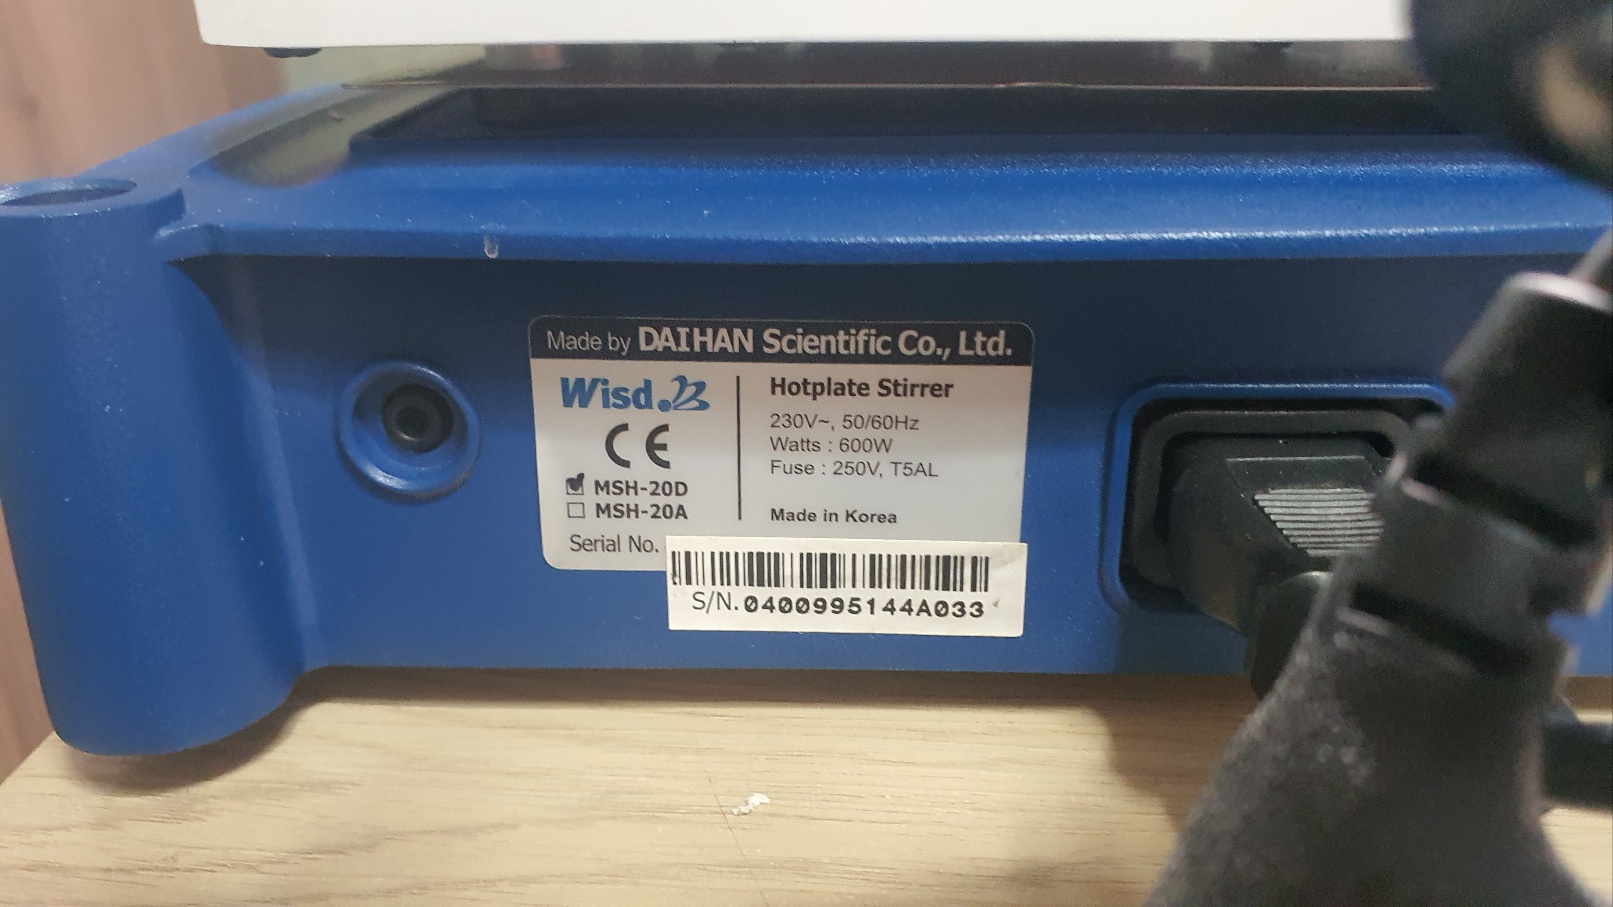 Made by DAIHAN Scientific Co., Ltd.
Wisd.
CE
☑ MSH-20D
☐ MSH-20A
Hotplate Stirrer
230V~, 50/60Hz
Watts : 600W
Fuse : 250V, T5AL
Made in Korea
Serial No.
S/N.0400995144A033